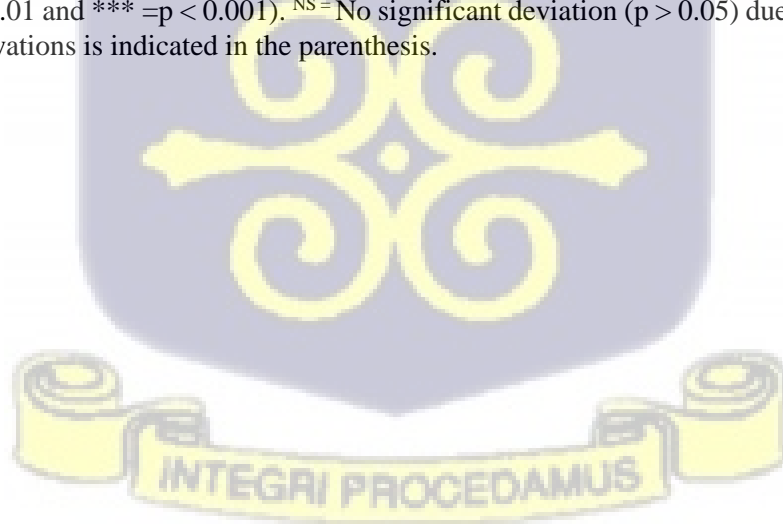 .01 and *** =p < 0.001). NS = No significant deviation (p > 0.05) due
vations is indicated in the parenthesis.
INTEGRI PROCEDAMUS